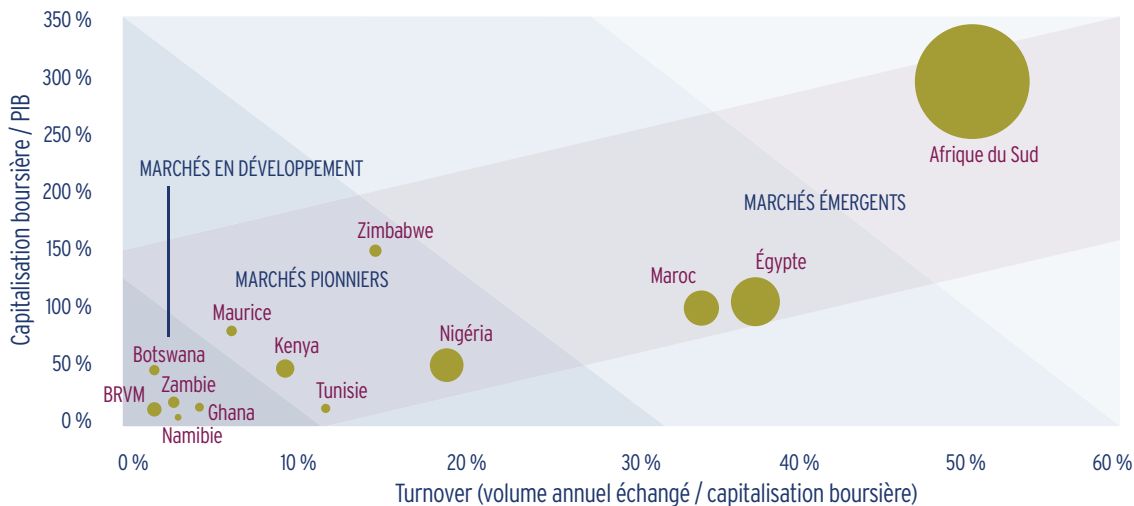 350 %
300 %
250 %
200 %
150 %
100 %
50 %
0 %
Capitalisation boursière / PIB
MARCHÉS EN DÉVELOPPEMENT
Afrique du Sud
MARCHÉS ÉMERGENTS
Zimbabwe
MARCHÉS PIONNIERS
Égypte
Maroc
Maurice
Nigéria
Kenya
Botswana
Tunisie
BRVM
Zambie
Ghana
Namibie
0 %
10 %
20 %
30 %
40 %
50 %
60 %
Turnover (volume annuel échangé / capitalisation boursière)